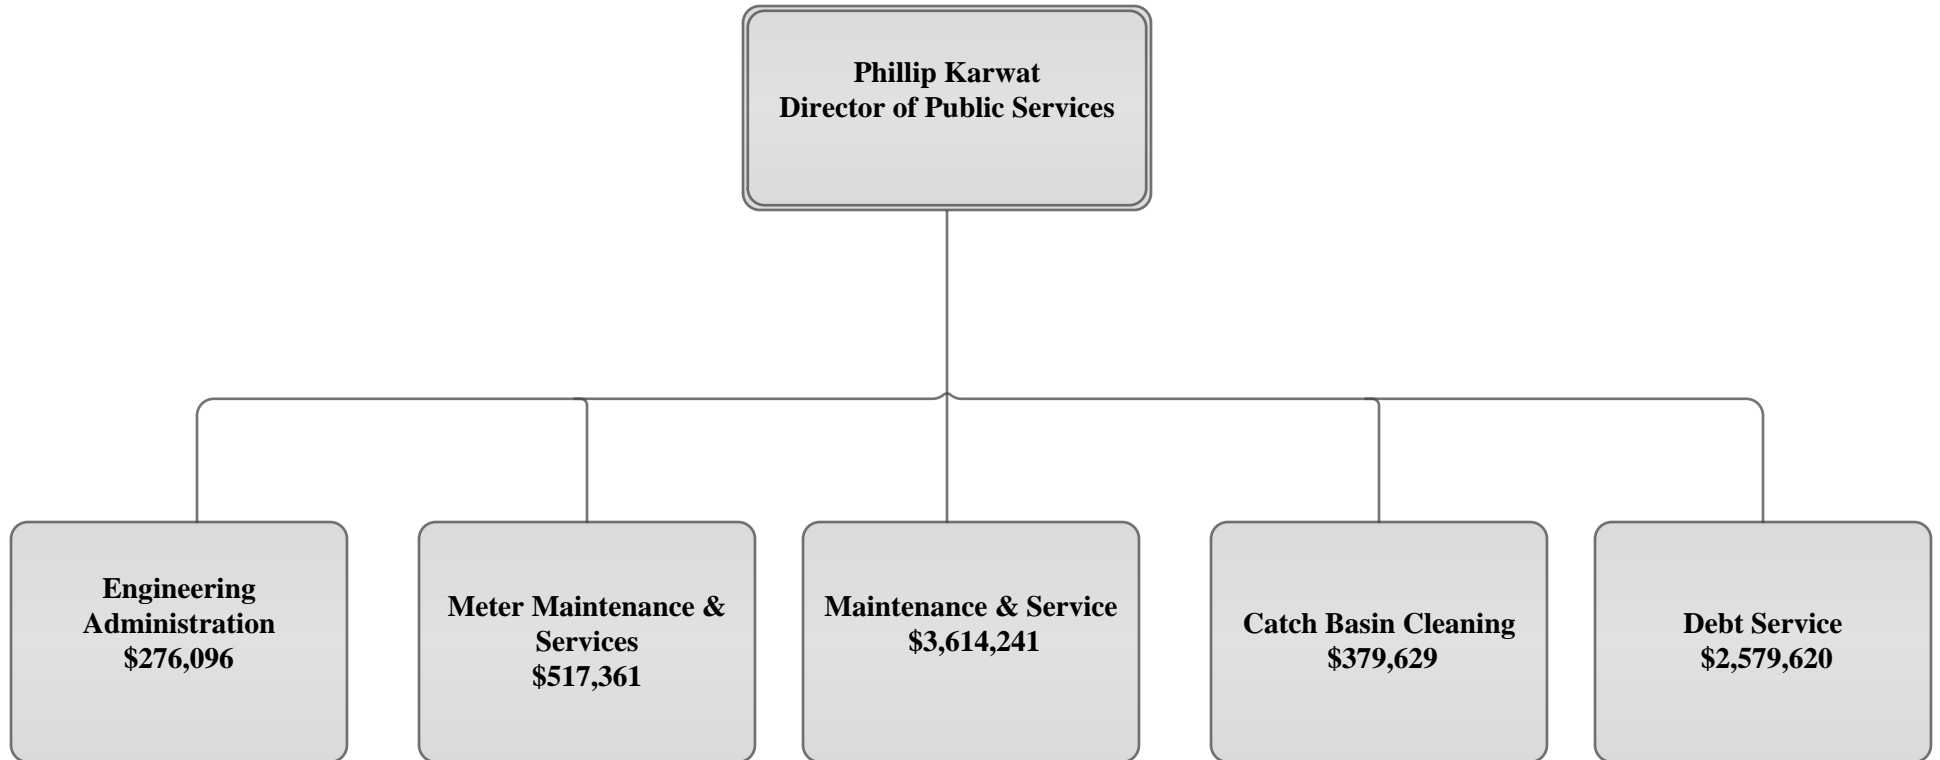 Phillip Karwat
Director of Public Services
Engineering
Administration
$276,096
Meter Maintenance &
Services
$517,361
Maintenance & Service
$3,614,241
Catch Basin Cleaning
$379,629
Debt Service
$2,579,620